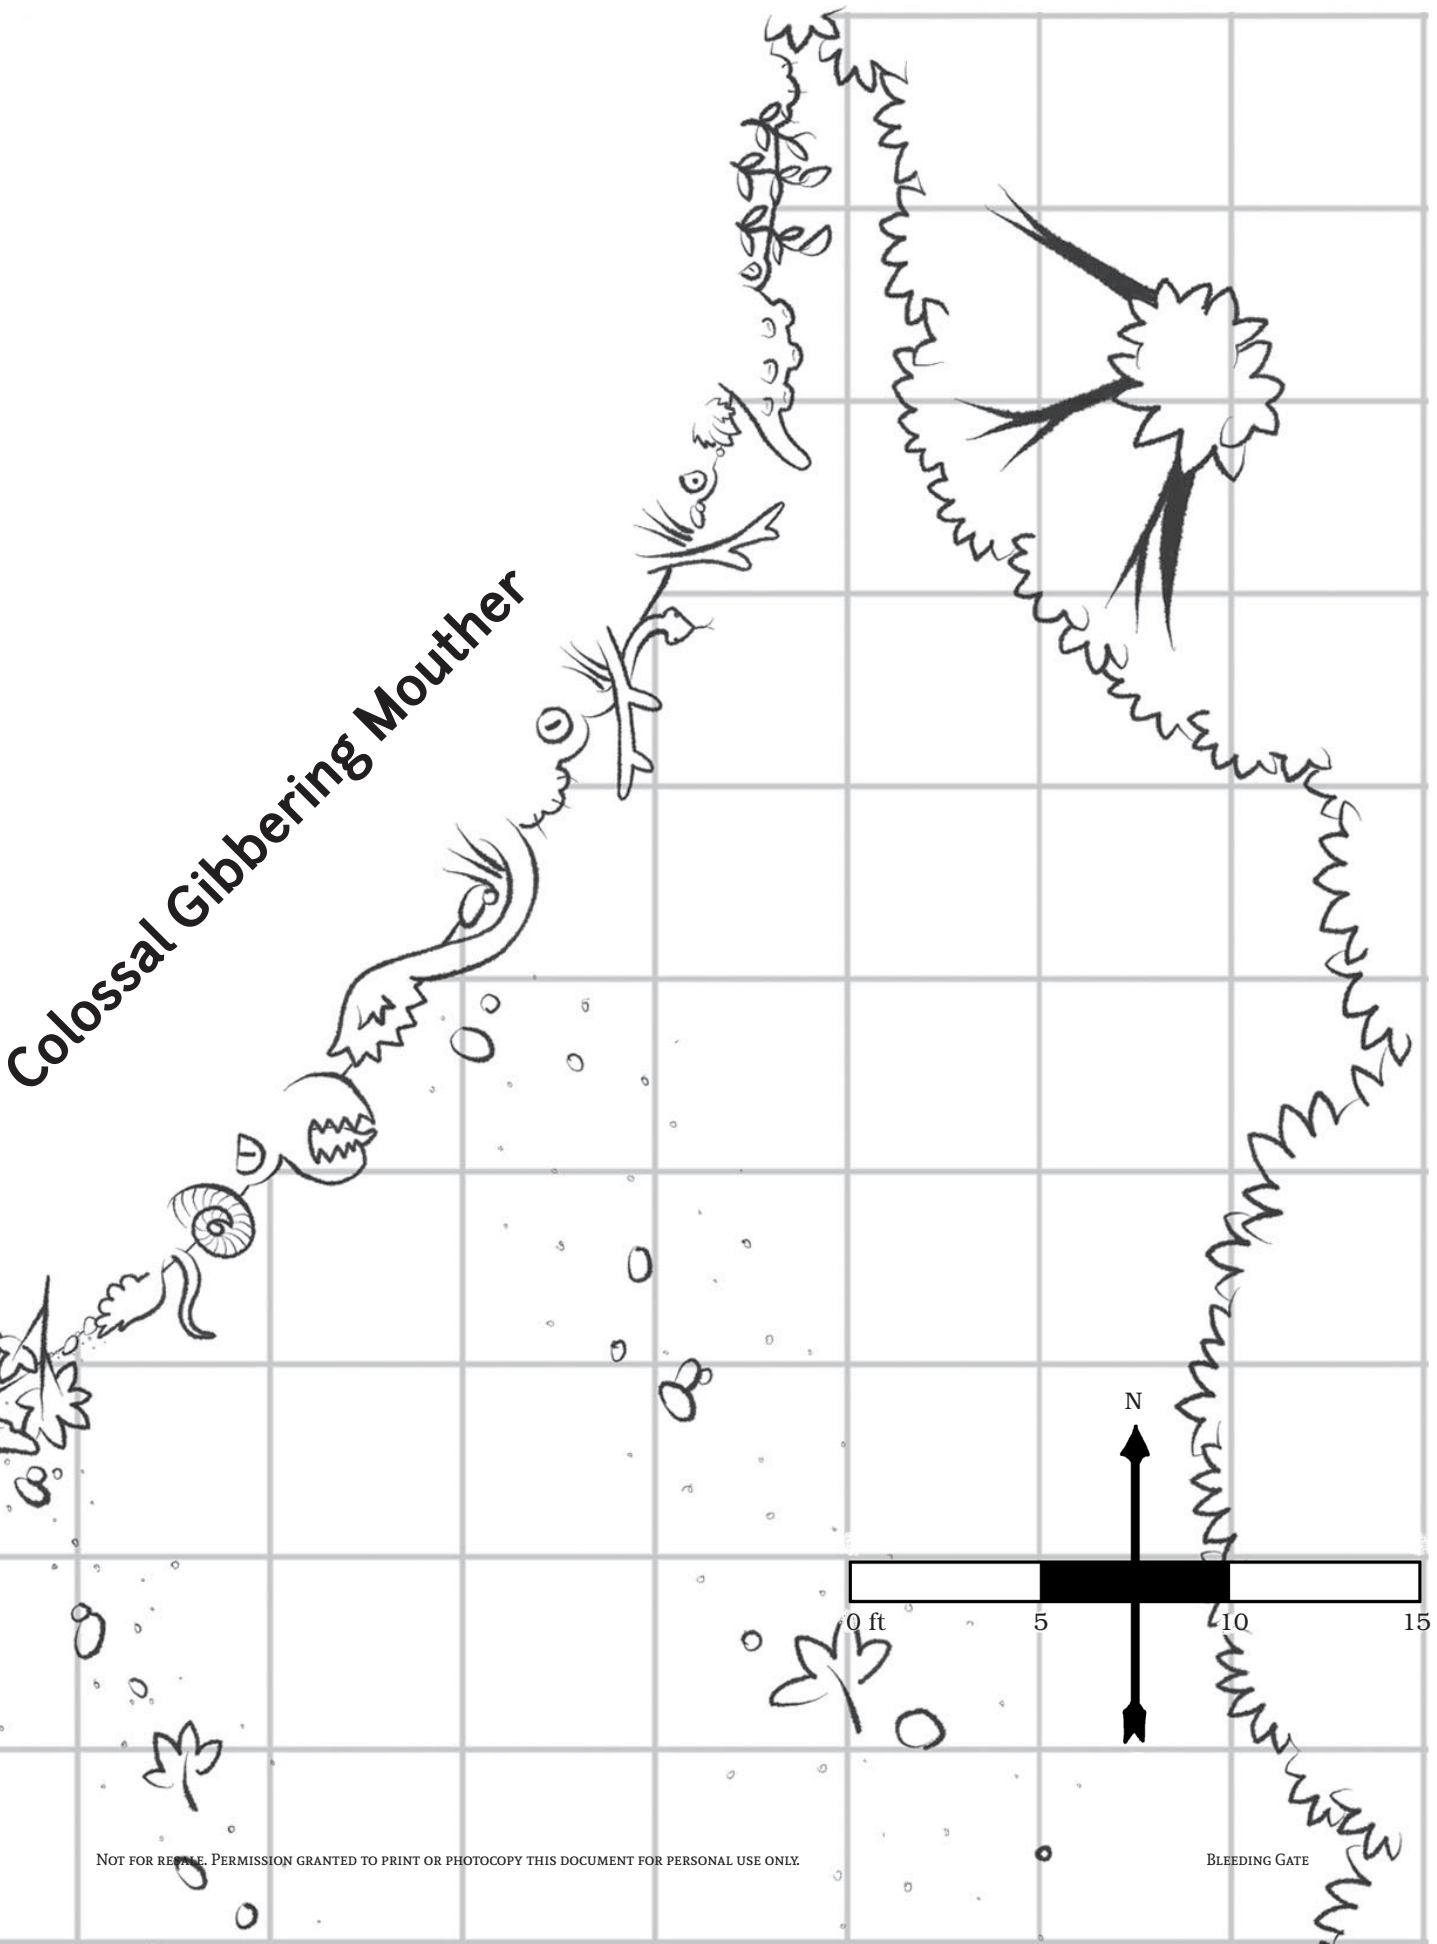 Colossal Gibbering Mouther
N
0 ft 5 10 15
Not for resale. Permission granted to print or photocopy this document for personal use only.
Bleeding Gate